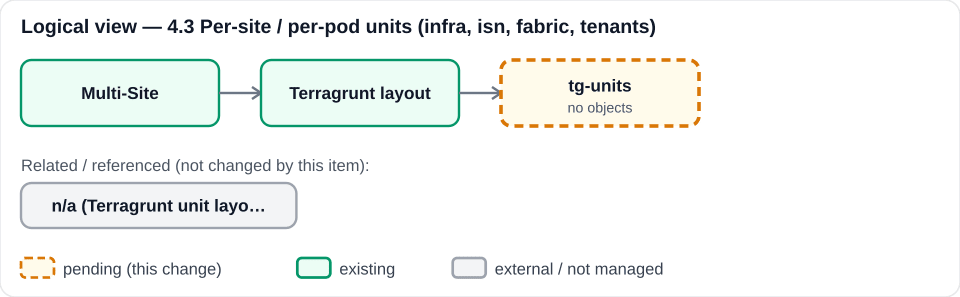 Logical view — 4.3 Per-site / per-pod units (infra, isn, fabric, tenants)
Multi-Site
Terragrunt layout
tg-units
no objects
Related / referenced (not changed by this item):
n/a (Terragrunt unit layo…
pending (this change)
existing
external / not managed